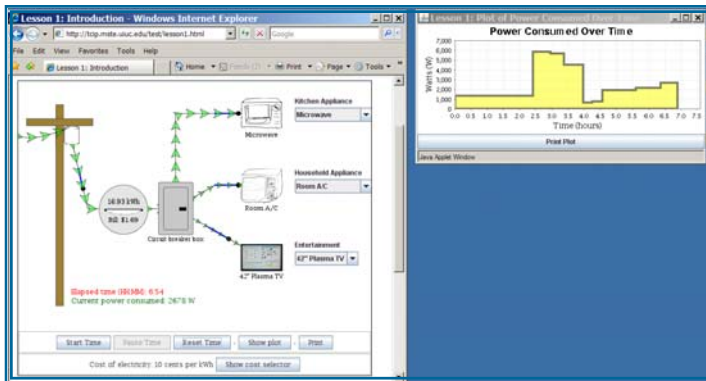 Lesson 1: Introduction - Windows Internet Explorer
http://tcip.mste.uiuc.edu/test/lesson1.html
Google
File Edit View Favorites Tools Help
Lesson 1: Introduction
Home
Print
Page
Tools
Kitchen Appliance
Microwave
Microwave
Household Appliance
Room A/C
Room A/C
16.93 kWh
Bill: $1.69
Circuit breaker box
Entertainment
42" Plasma TV
42" Plasma TV
Elapsed time (HH:MM): 6:54
Current power consumed: 2678 W
Start Time
Pause Time
Reset Time
Show plot
Print
Cost of electricity: 10 cents per kWh
Show cost selector
Lesson 1: Plot of Power Consumed Over Time
Power Consumed Over Time
Watts (W)
7,000
6,000
5,000
4,000
3,000
2,000
1,000
0
0.0 0.5 1.0 1.5 2.0 2.5 3.0 3.5 4.0 4.5 5.0 5.5 6.0 6.5 7.0 7.5
Time (hours)
Print Plot
Java Applet Window